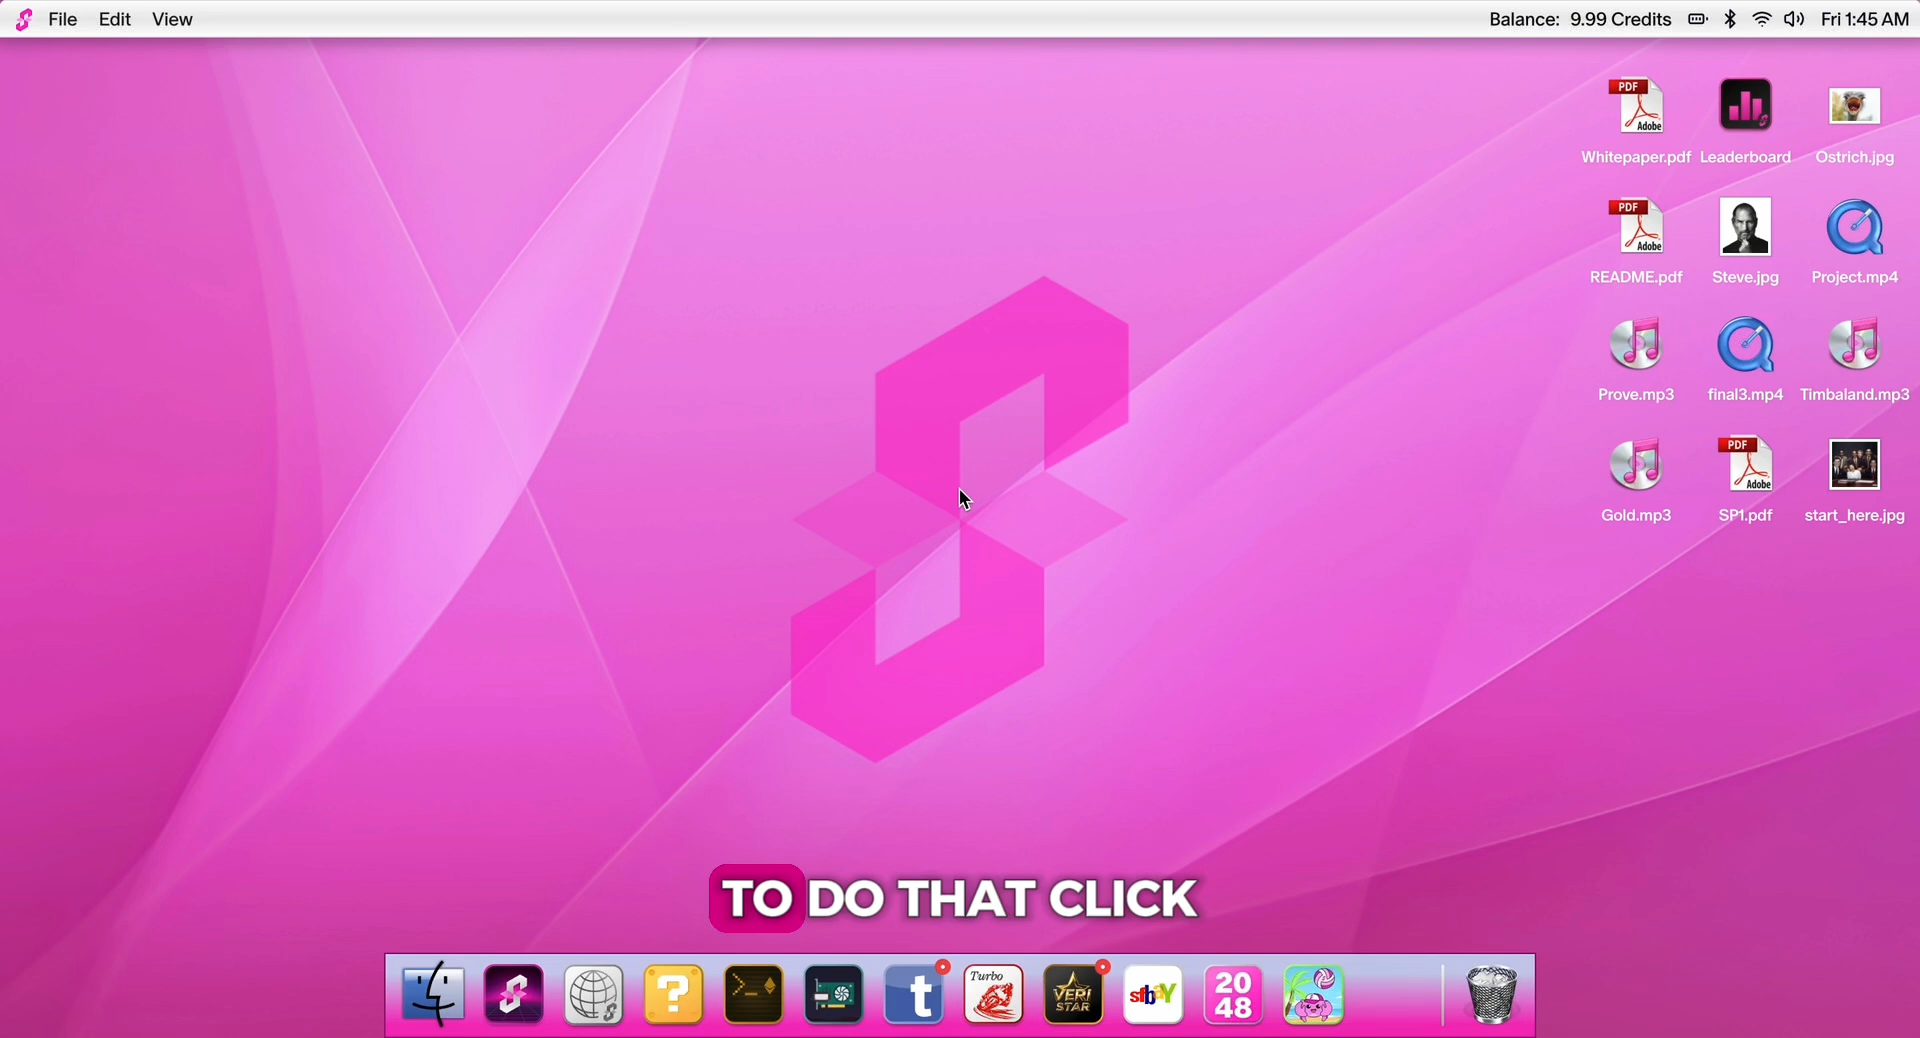 File Edit View
Balance: 9.99 Credits Fri 1:45 AM
PDF
Adobe
Whitepaper.pdf Leaderboard Ostrich.jpg
PDF
Adobe
README.pdf Steve.jpg Project.mp4
Prove.mp3 final3.mp4 Timbaland.mp3
PDF
Adobe
Gold.mp3 SP1.pdf start_here.jpg
TO DO THAT CLICK
? >_ t Turbo VERI STAR sfbaY 20 48